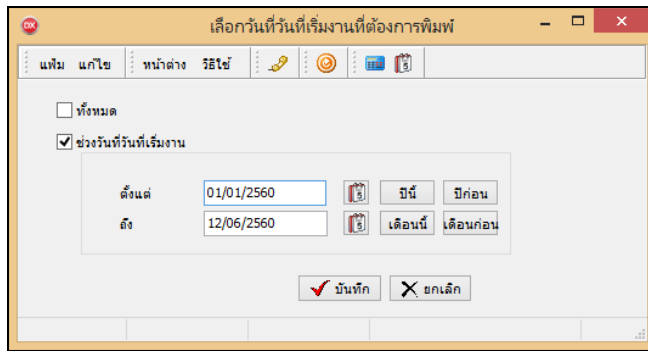 เลือกวันที่วันที่เริ่มงานที่ต้องการพิมพ์
แฟ้ม แก้ไข หน้าต่าง วิธีใช้
ทั้งหมด
ช่วงวันที่วันที่เริ่มงาน
ตั้งแต่ 01/01/2560 ปีนี้ ปีก่อน
ถึง 12/06/2560 เดือนนี้ เดือนก่อน
บันทึก ยกเลิก